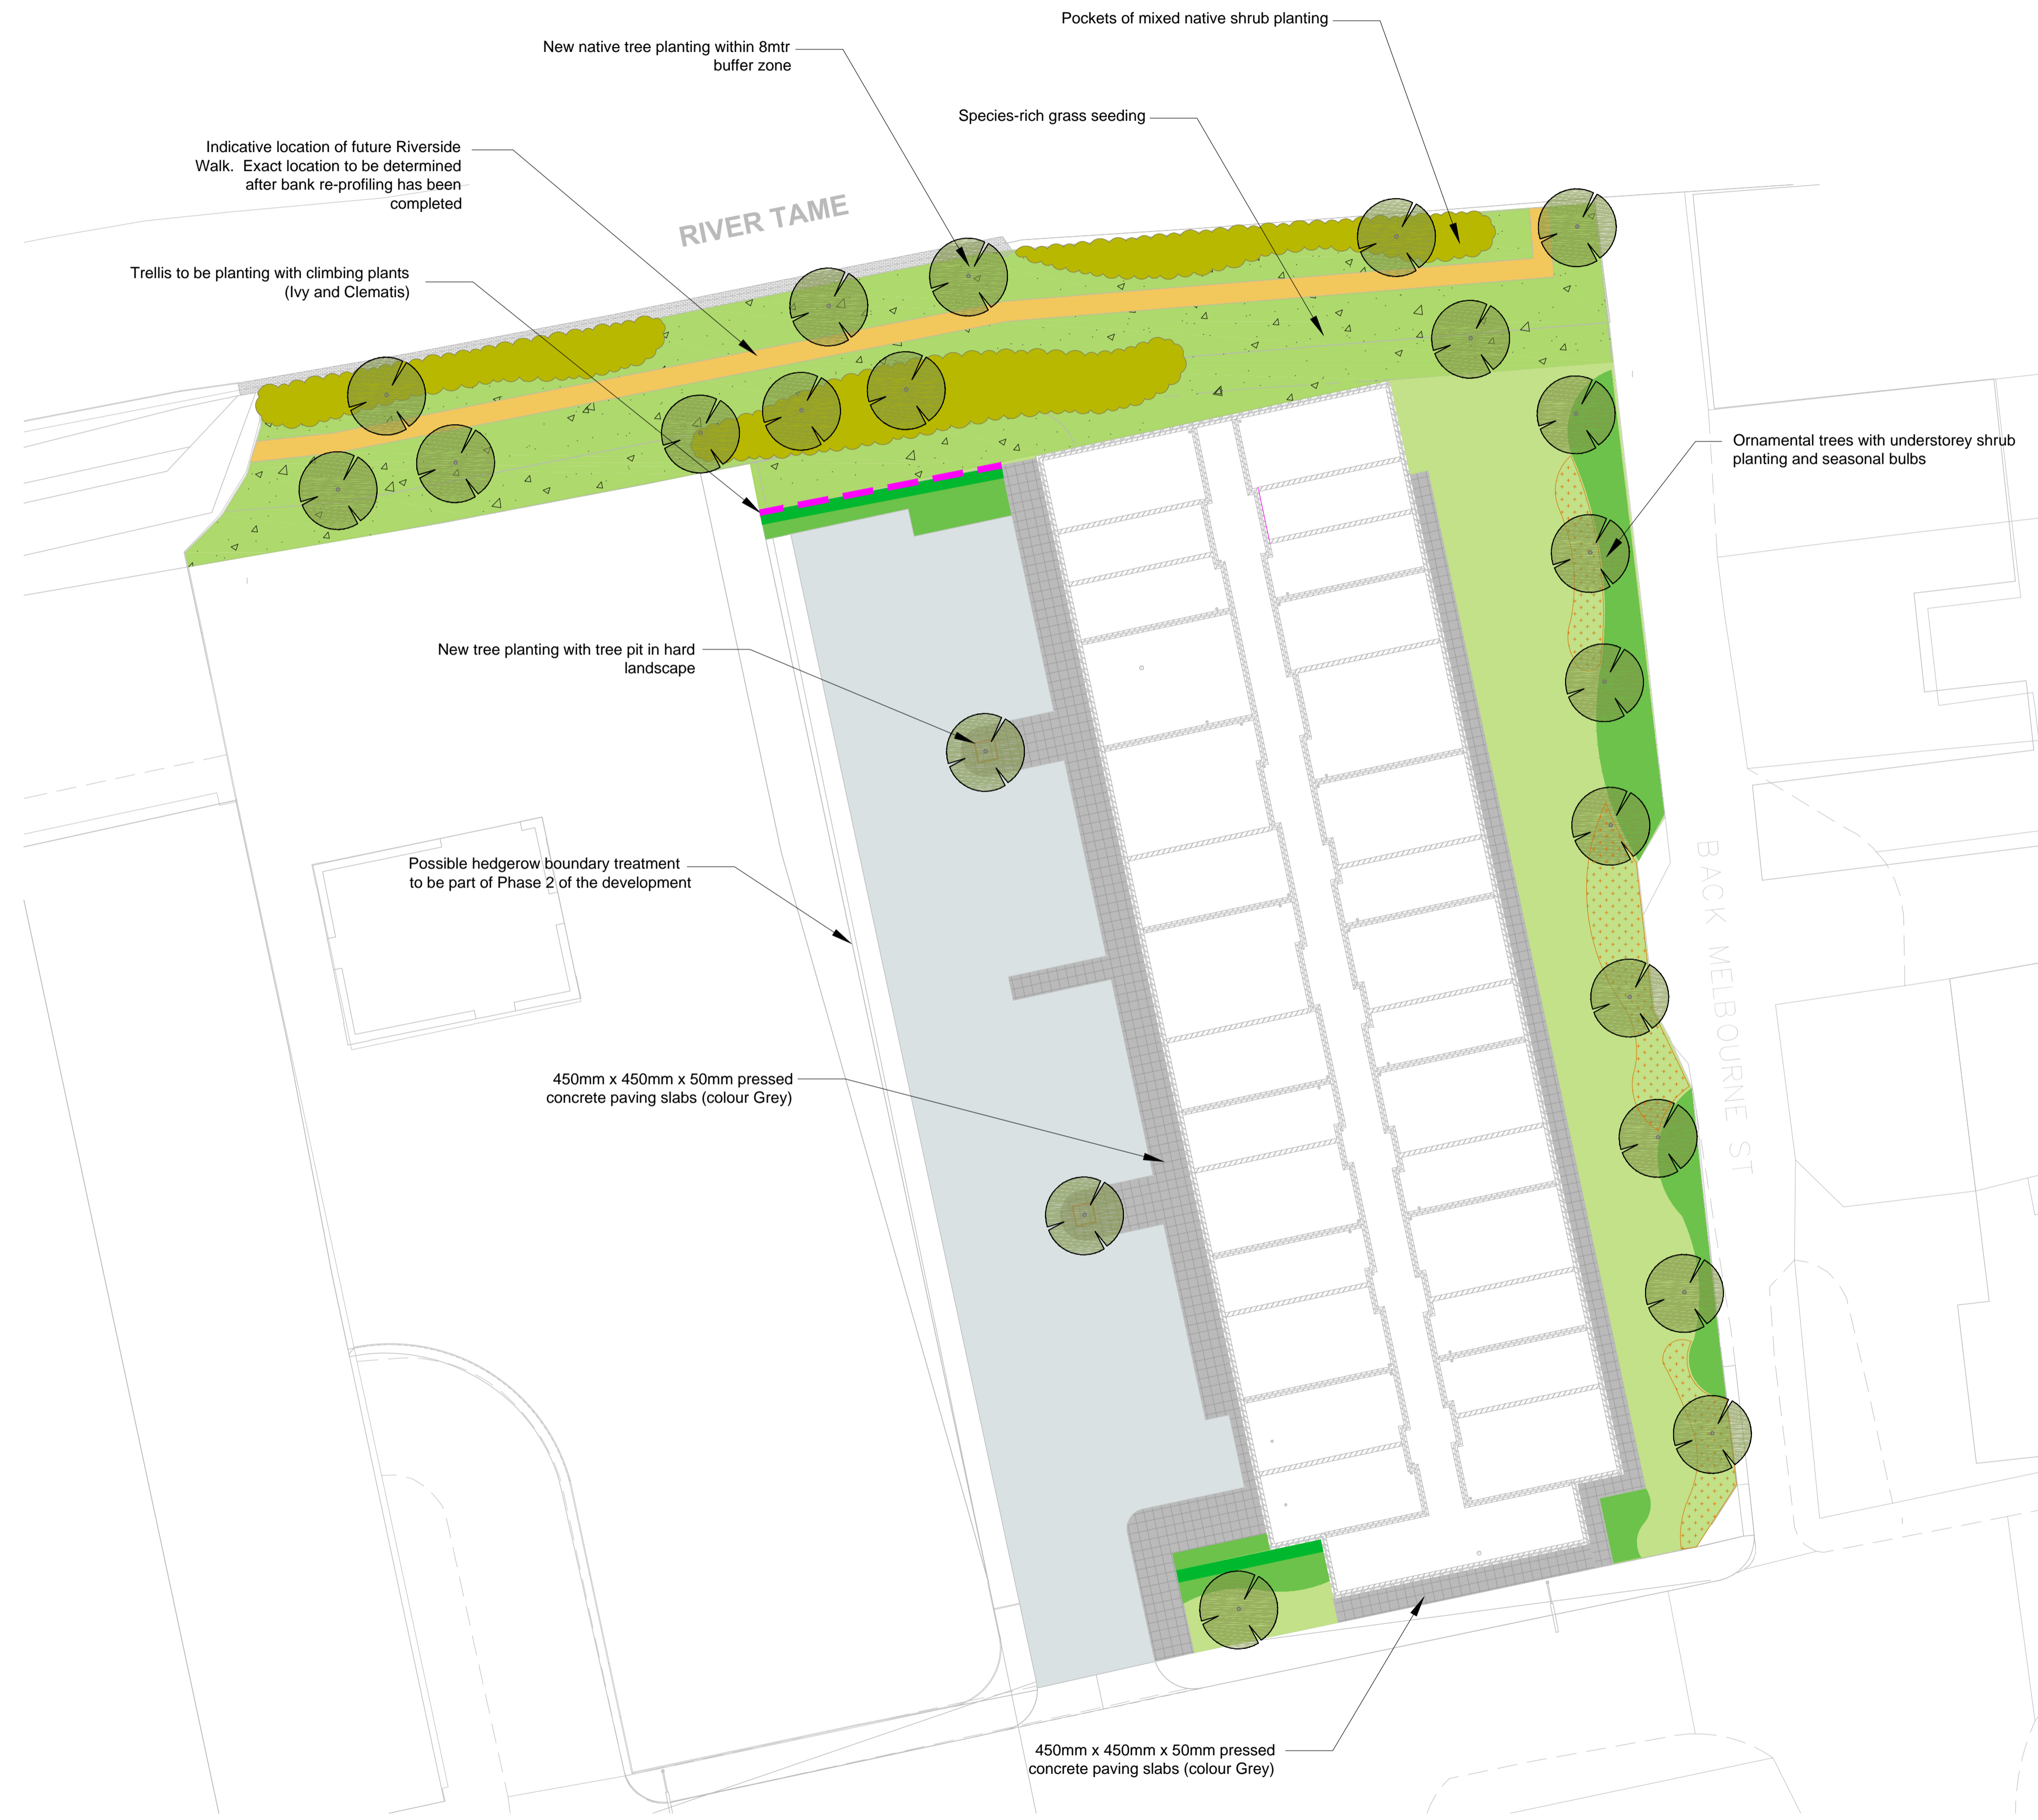 Pockets of mixed native shrub planting
New native tree planting within 8mtr
buffer zone
Species-rich grass seeding
Indicative location of future Riverside
Walk. Exact location to be determined
after bank re-profiling has been
completed
RIVER TAME
Trellis to be planting with climbing plants
(Ivy and Clematis)
Ornamental trees with understorey shrub
planting and seasonal bulbs
New tree planting with tree pit in hard
landscape
Possible hedgerow boundary treatment
to be part of Phase 2 of the development
BACK MELBOURNE ST
450mm x 450mm x 50mm pressed
concrete paving slabs (colour Grey)
450mm x 450mm x 50mm pressed
concrete paving slabs (colour Grey)